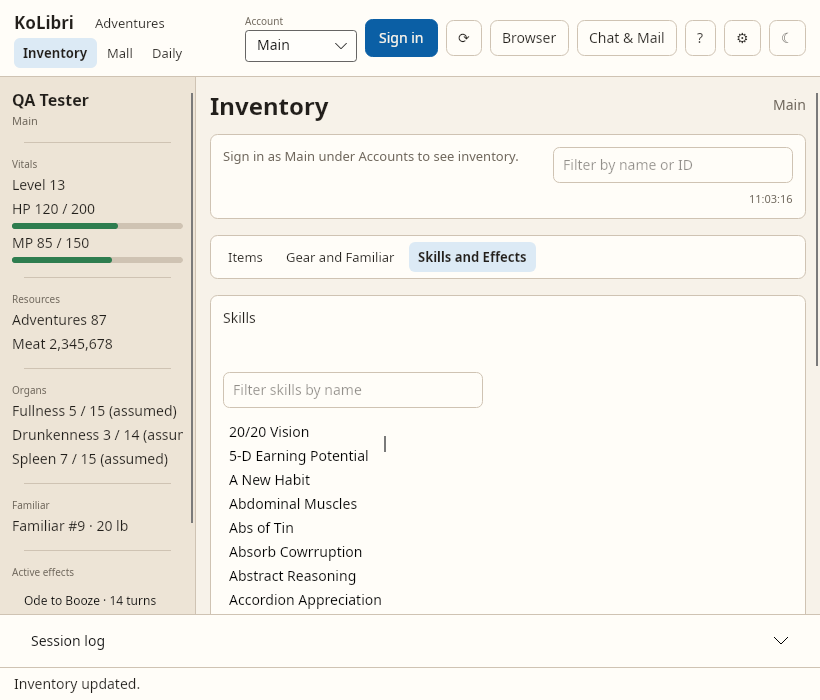 KoLibri
Adventures
Inventory
Mall
Daily
Account
Main
Sign in
Browser
Chat & Mail
?
QA Tester
Main
Vitals
Level 13
HP 120 / 200
MP 85 / 150
Resources
Adventures 87
Meat 2,345,678
Organs
Fullness 5 / 15 (assumed)
Drunkenness 3 / 14 (assur
Spleen 7 / 15 (assumed)
Familiar
Familiar #9 · 20 lb
Active effects
Ode to Booze · 14 turns
Inventory
Main
Sign in as Main under Accounts to see inventory.
Filter by name or ID
11:03:16
Items
Gear and Familiar
Skills and Effects
Skills
Filter skills by name
20/20 Vision
5-D Earning Potential
A New Habit
Abdominal Muscles
Abs of Tin
Absorb Cowrruption
Abstract Reasoning
Accordion Appreciation
Session log
Inventory updated.